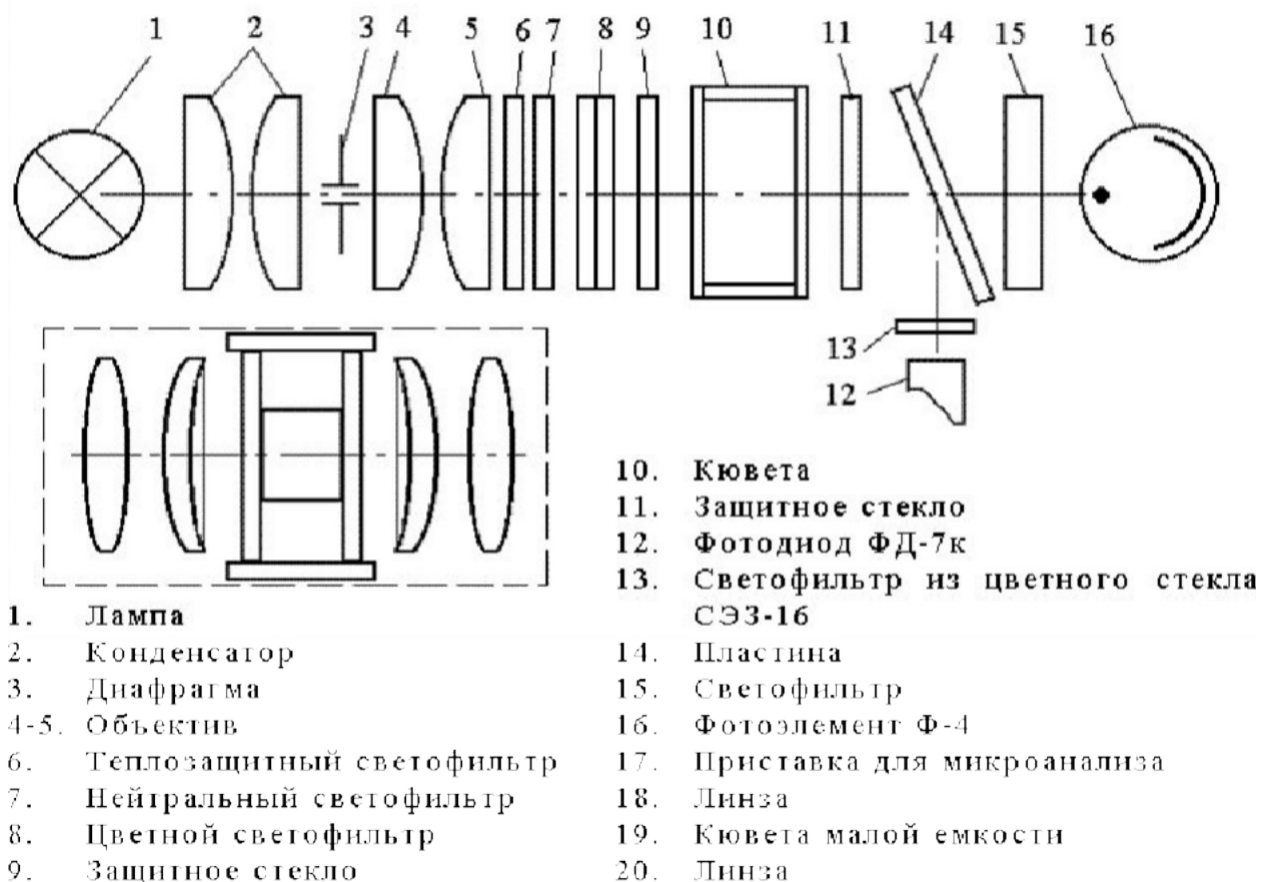 1 2 3 4 5 6 7 8 9 10 11 14 15 16
13
12
10. Кювета
11. Защитное стекло
12. Фотодиод ФД-7к
13. Светофильтр из цветного стекла
СЭЗ-16
1. Лампа
2. Конденсатор
3. Диафрагма
4-5. Объектив
6. Теплозащитный светофильтр
7. Нейтральный светофильтр
8. Цветной светофильтр
9. Защитное стекло
14. Пластина
15. Светофильтр
16. Фотоэлемент Ф-4
17. Приставка для микроанализа
18. Линза
19. Кювета малой емкости
20. Линза